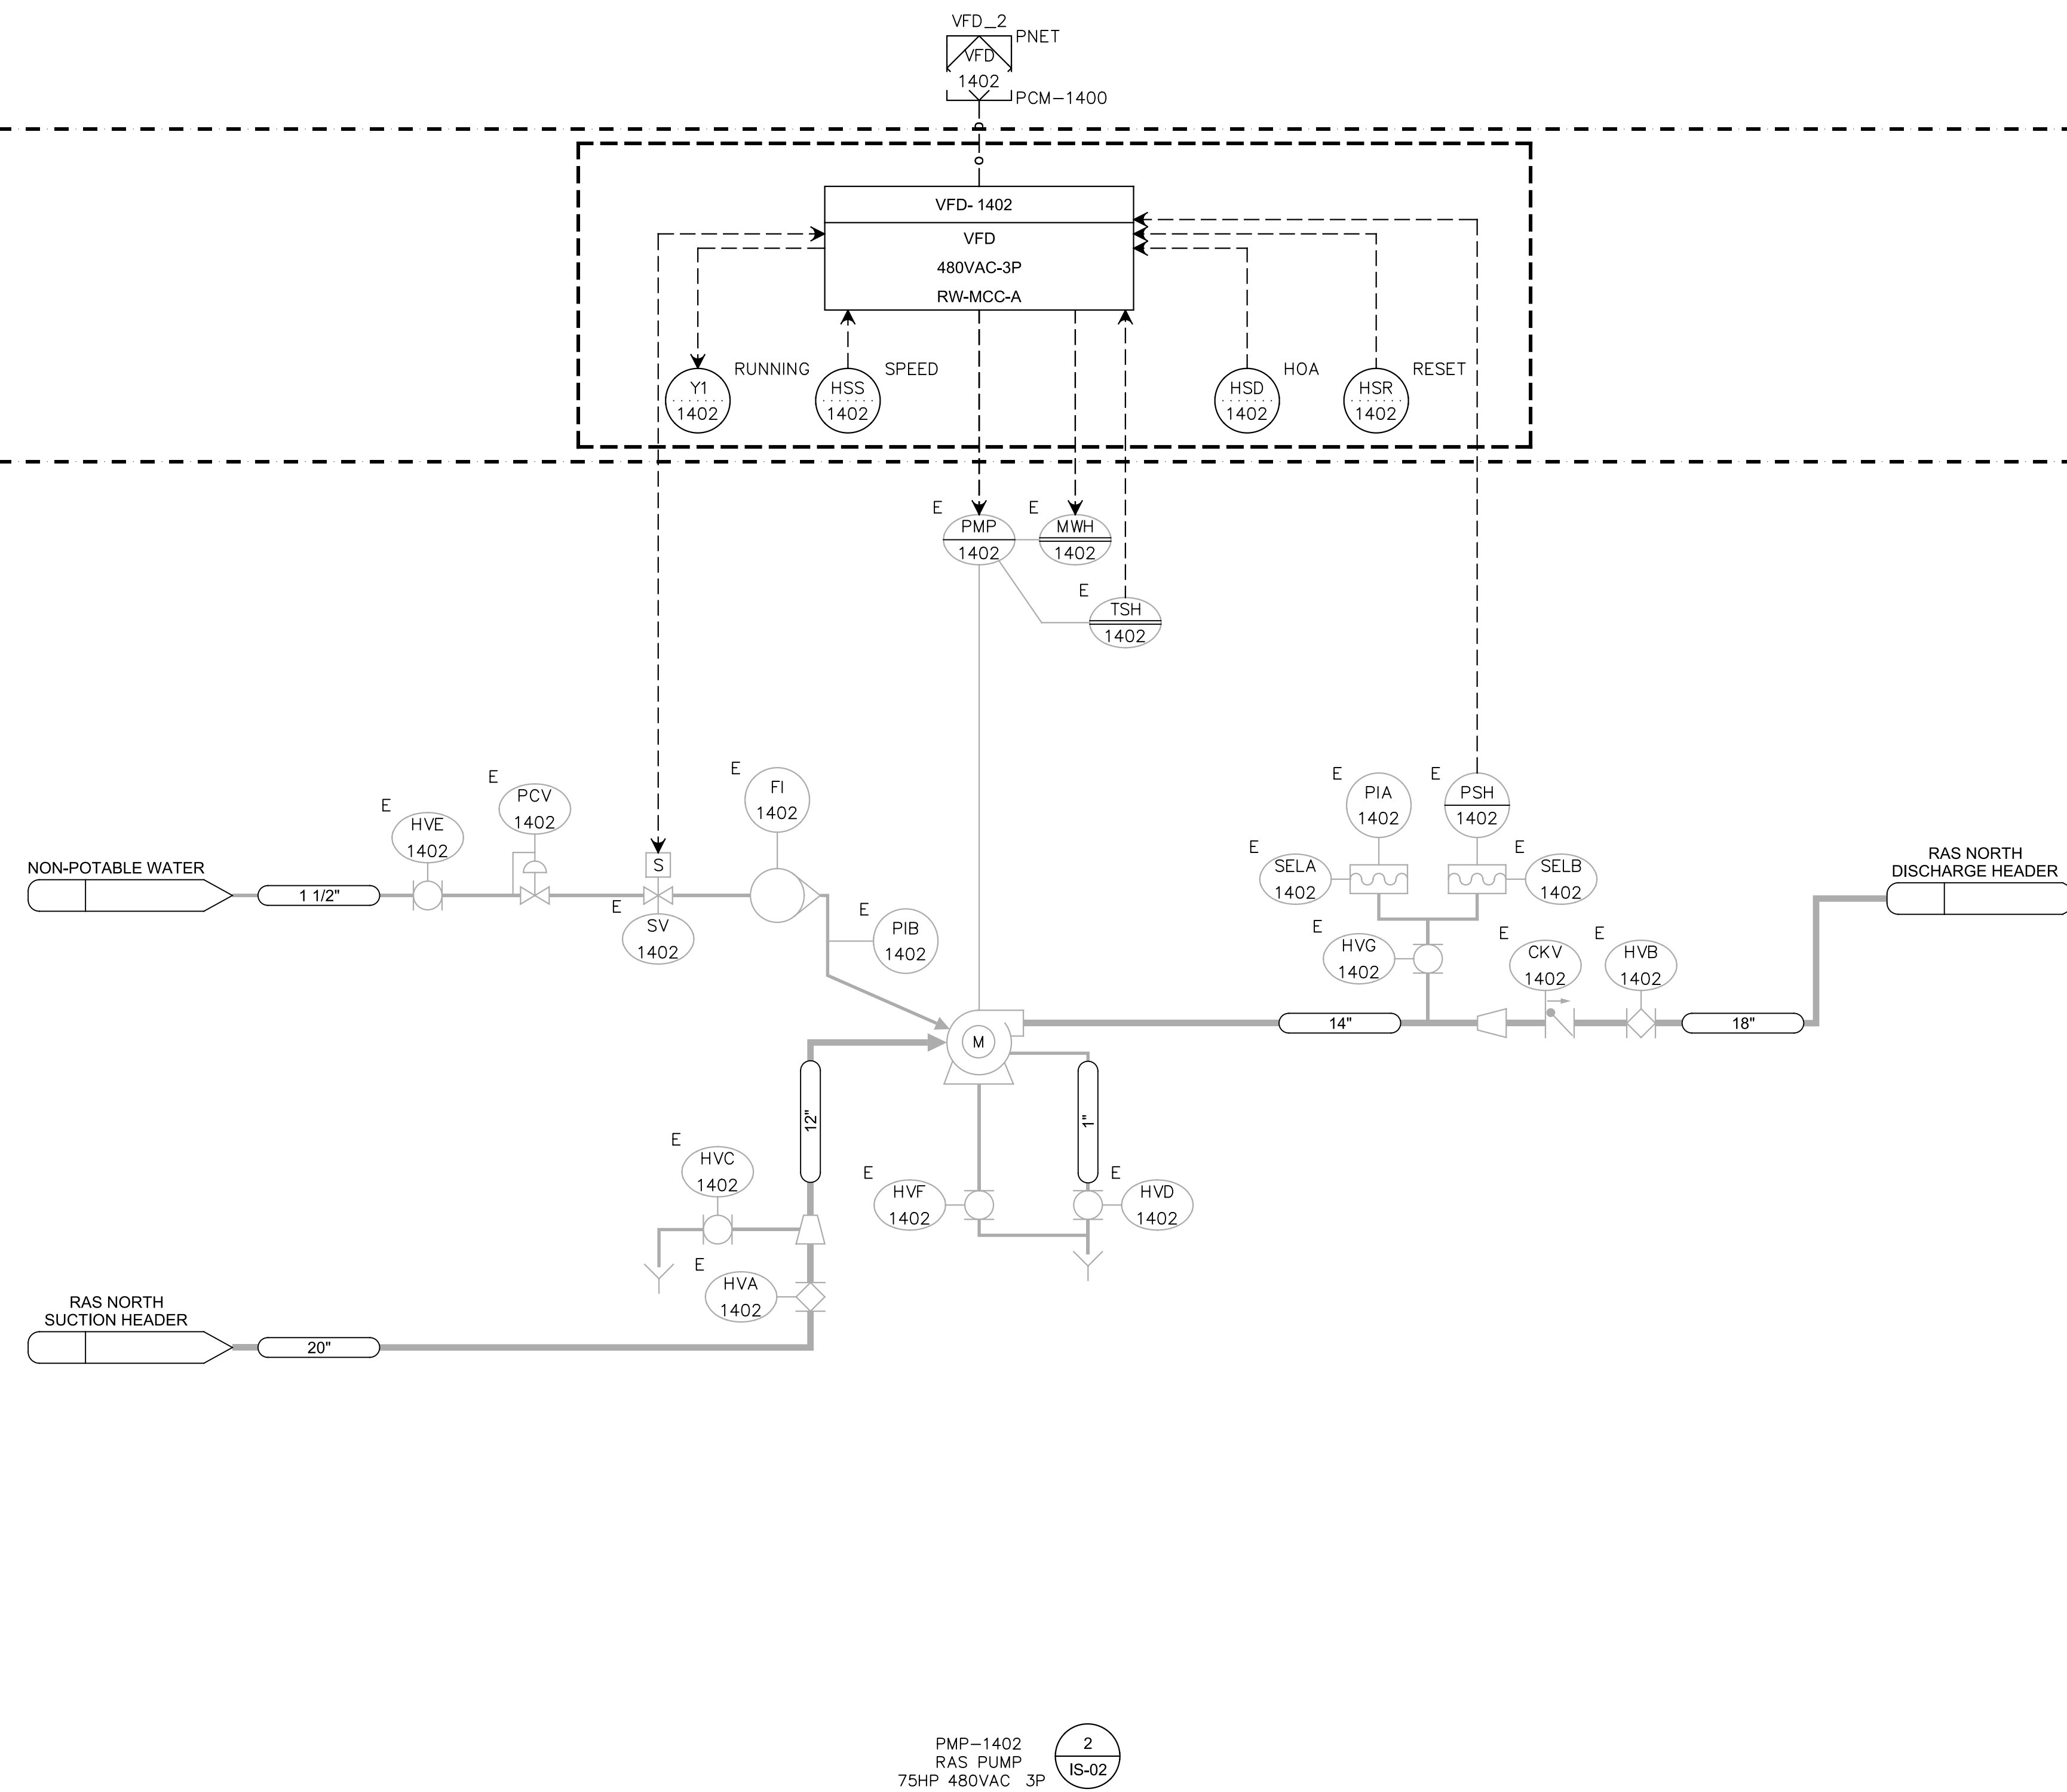 VFD_2
PNET
VFD
1402
PCM-1400
VFD- 1402
VFD
480VAC-3P
RW-MCC-A
Y1
1402
RUNNING
HSS
1402
SPEED
HSD
1402
HOA
HSR
1402
RESET
E
PMP
1402
E
MWH
1402
E
TSH
1402
NON-POTABLE WATER
1 1/2"
E
HVE
1402
E
PCV
1402
S
E
SV
1402
E
FI
1402
E
PIB
1402
E
PIA
1402
E
PSH
1402
E
SELA
1402
E
SELB
1402
E
HVG
1402
E
CKV
1402
E
HVB
1402
RAS NORTH
DISCHARGE HEADER
M
14"
18"
12"
1"
E
HVC
1402
E
HVF
1402
E
HVD
1402
E
HVA
1402
RAS NORTH
SUCTION HEADER
20"
PMP-1402
RAS PUMP
75HP 480VAC 3P
2
IS-02